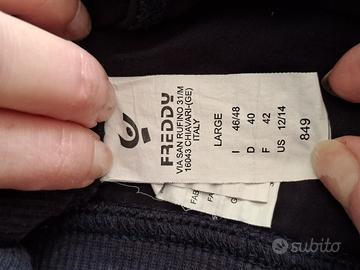 FREDDY
VIA SAN RUFINO 31/M
16043 CHIAVARI-(GE)
ITALY
LARGE
I 46/48
D 40
F 42
US 12/14
849
FAB
subito